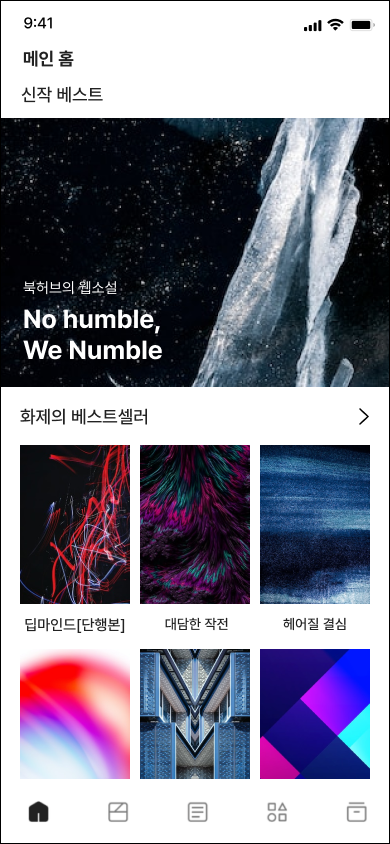 9:41
메인 홈
신작 베스트
북허브의 웹소설
No humble,
We Numble
화제의 베스트셀러
딥마인드[단행본]
대담한 작전
헤어질 결심